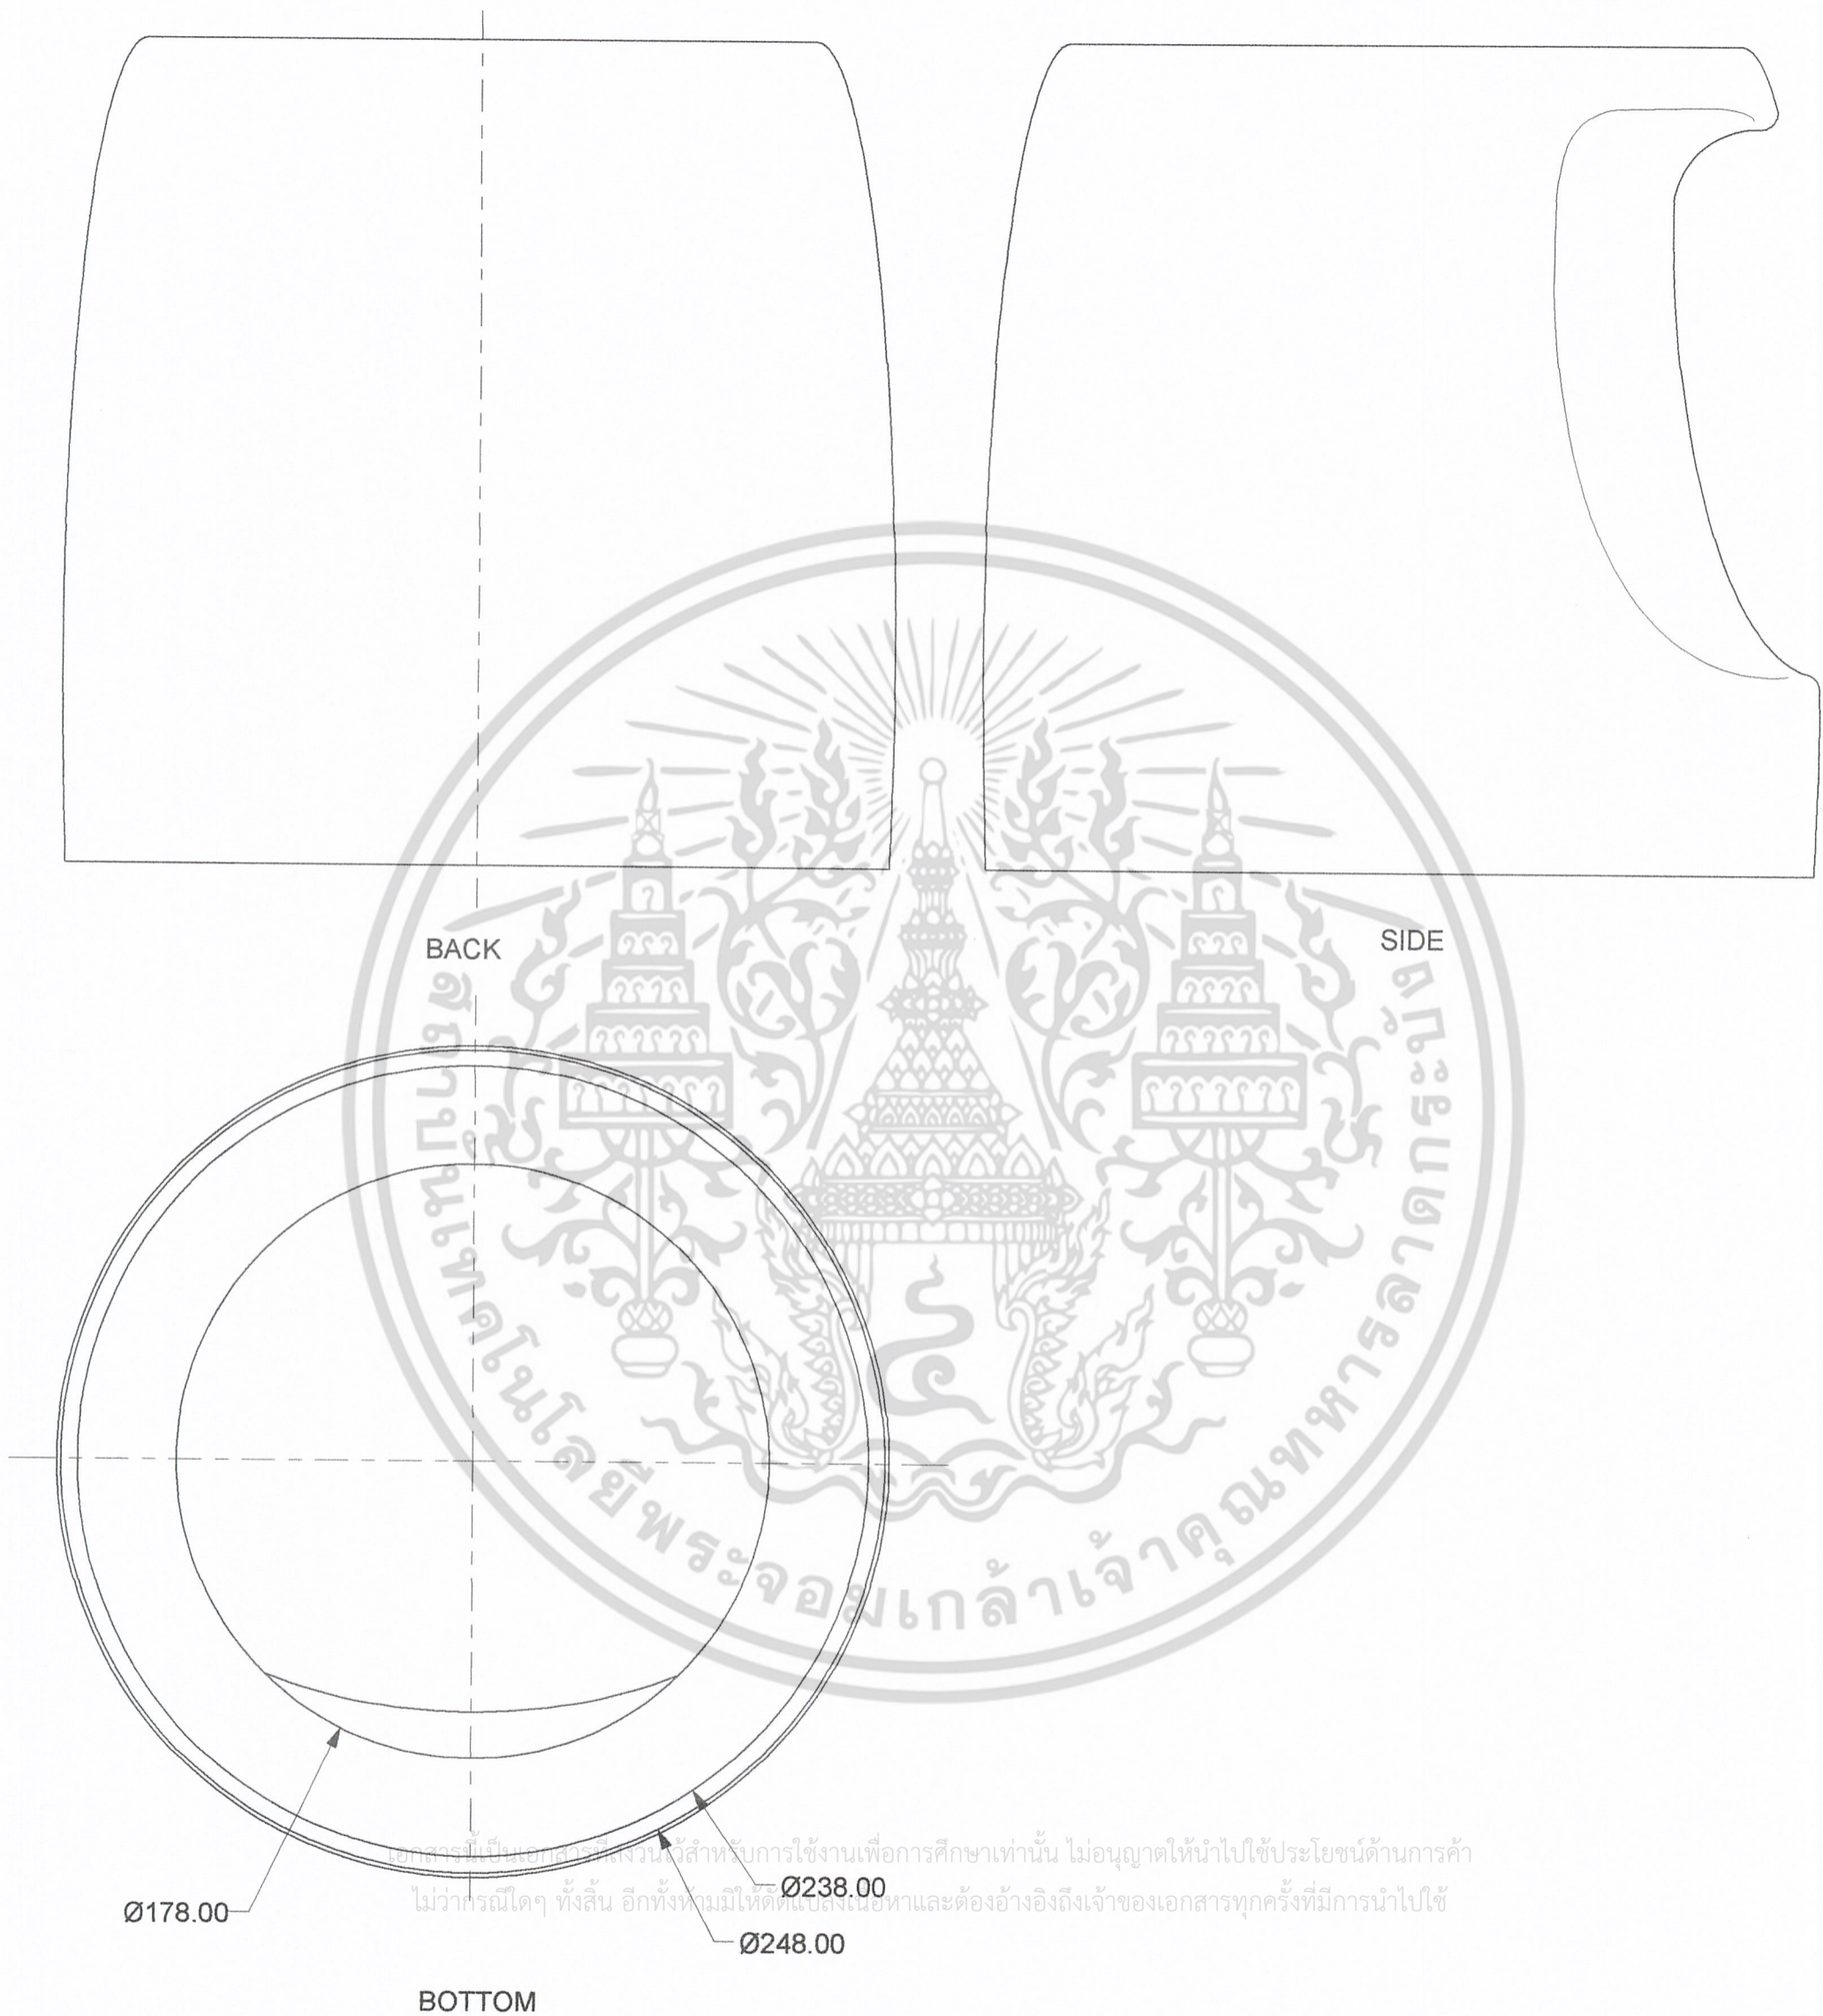 BACK
SIDE
สถาบันเทคโนโลยีพระจอมเกล้าเจ้าคุณทหารลาดกระบัง
เอกสารนี้เป็นเอกสารที่สงวนไว้สำหรับการใช้งานเพื่อการศึกษาเท่านั้น ไม่อนุญาตให้นำไปใช้ประโยชน์ด้านการค้า
Ø238.00
ไม่ว่ากรณีใดๆ ทั้งสิ้น อีกทั้งห้ามมิให้ดัดแปลงเนื้อหาและต้องอ้างอิงถึงเจ้าของเอกสารทุกครั้งที่มีการนำไปใช้
Ø178.00
Ø248.00
BOTTOM